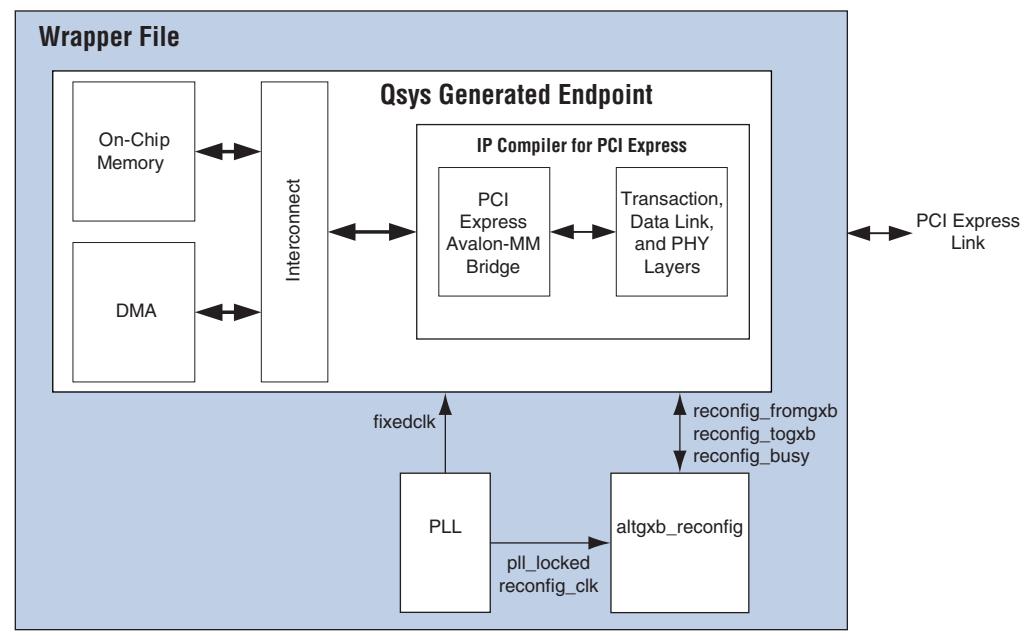 Wrapper File
Qsys Generated Endpoint
On-Chip
Memory
DMA
Interconnect
IP Compiler for PCI Express
PCI
Express
Avalon-MM
Bridge
Transaction,
Data Link,
and PHY
Layers
PCI Express
Link
fixedclk
reconfig_fromgxb
reconfig_togxb
reconfig_busy
PLL
altgxb_reconfig
pll_locked
reconfig_clk